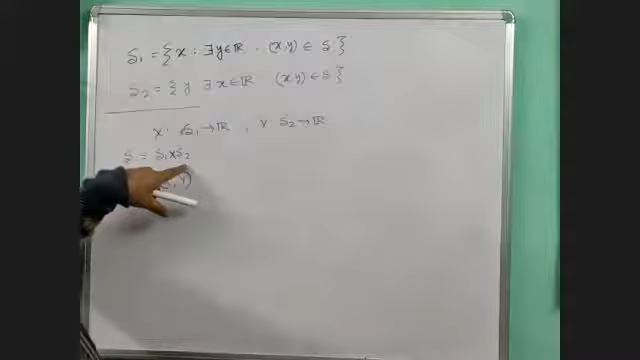 S₁ = { x : ∃ y ∈ ℝ . (x,y) ∈ S }
S₂ = { y ∃ x ∈ ℝ (x,y) ∈ S }
X : S₁ → ℝ , Y : S₂ → ℝ
S = S₁ × S₂
, Y)